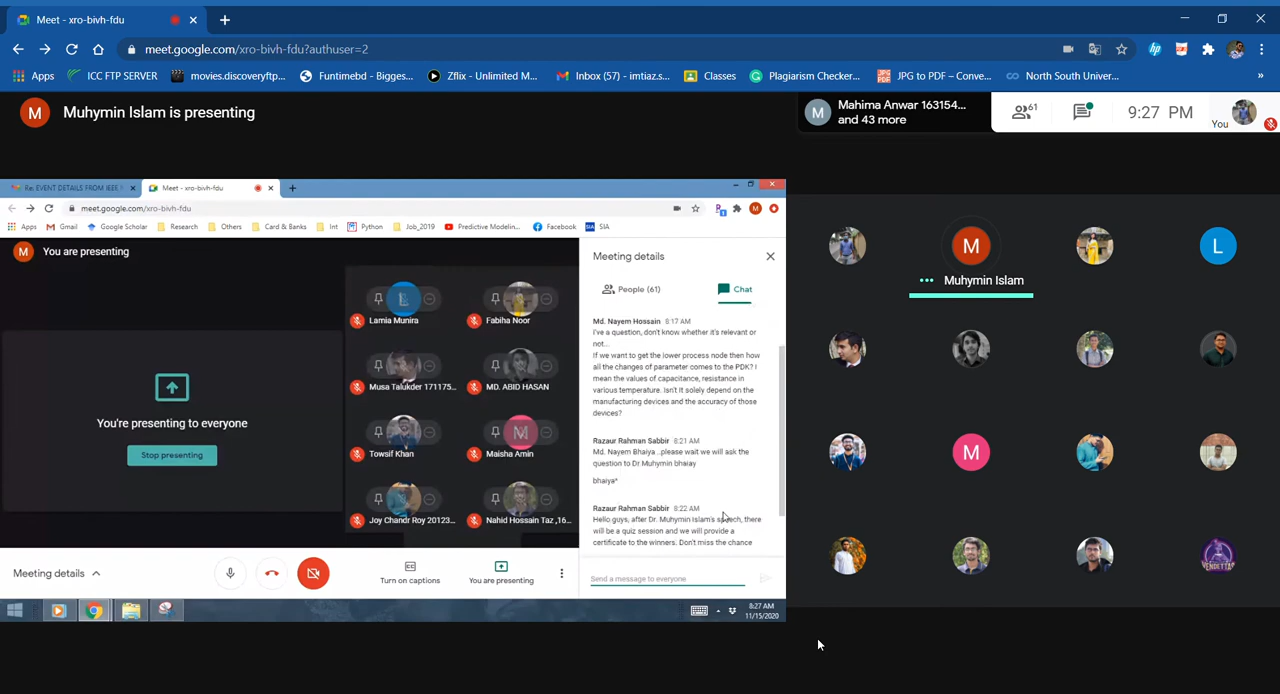 Meet - xro-bivh-fdu
meet.google.com/xro-bivh-fdu?authuser=2
Apps
ICC FTP SERVER
movies.discoveryftp...
Funtimebd - Bigges...
Zflix - Unlimited M...
Inbox (57) - imtiaz.s...
Classes
Plagiarism Checker...
JPG to PDF – Conve...
North South Univer...
»
M
Muhymin Islam is presenting
M
Mahima Anwar 163154...
and 43 more
61
9:27 PM
You
Re: EVENT DETAILS FROM IEEE
Meet - xro-bivh-fdu
meet.google.com/xro-bivh-fdu
Apps
Gmail
Google Scholar
Research
Others
Card & Banks
Int
Python
Job_2019
Predictive Modelin...
Facebook
SIA
M
You are presenting
Lamia Munira
Fabiha Noor
Musa Talukder 171175...
MD. ABID HASAN
Towsif Khan
Maisha Amin
Joy Chandr Roy 20123...
Nahid Hossain Taz ,16...
You're presenting to everyone
Stop presenting
Meeting details
People (61)
Chat
Md. Nayem Hossain 8:17 AM
I've a question, don't know whether it's relevant or
not...
If we want to get the lower process node then how
all the changes of parameter comes to the PDK? I
mean the values of capacitance, resistance in
various temperature. Isn't It solely depend on the
manufacturing devices and the accuracy of those
devices?
Razaur Rahman Sabbir 8:21 AM
Md. Nayem Bhaiya ..please wait we will ask the
question to Dr Muhymin bhaiay
bhaiya*
Razaur Rahman Sabbir 8:22 AM
Hello guys, after Dr. Muhymin Islam's speech, there
will be a quiz session and we will provide a
certificate to the winners. Don't miss the chance
Send a message to everyone
Meeting details
Turn on captions
You are presenting
8:27 AM
11/15/2020
M
L
Muhymin Islam
M
VENDETTA